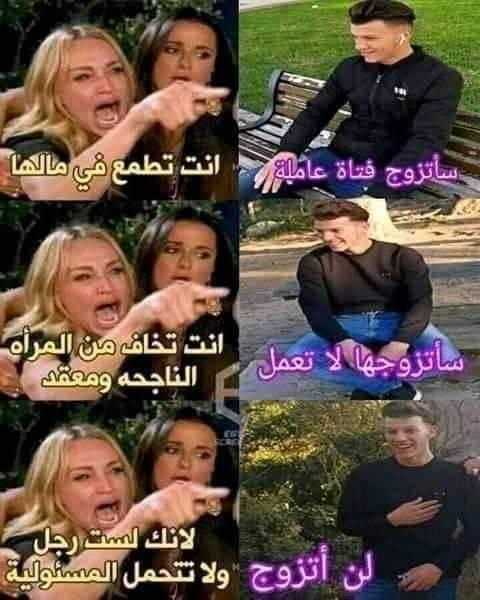 سأتزوج فتاة عاملة
انت تطمع في مالها
سأتزوجها لا تعمل
انت تخاف من المرأه
الناجحه ومعقد
لن أتزوج
لانك لست رجل
ولا تتحمل المسئولية